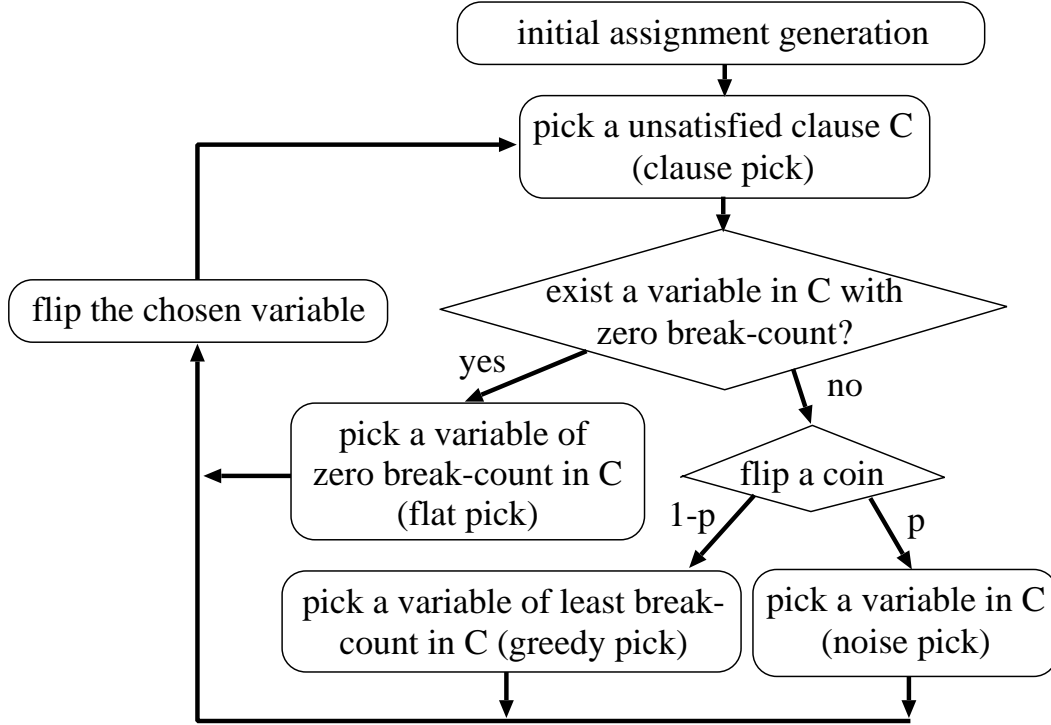 initial assignment generation
pick a unsatisfied clause C
(clause pick)
exist a variable in C with
zero break-count?
flip the chosen variable
yes
no
pick a variable of
zero break-count in C
(flat pick)
flip a coin
1-p
p
pick a variable of least break-
count in C (greedy pick)
pick a variable in C
(noise pick)